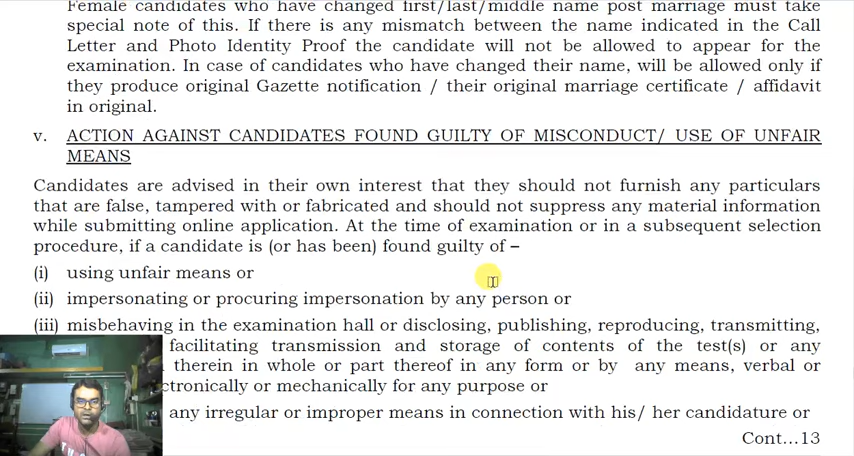 Female candidates who have changed first/last/middle name post marriage must take
special note of this. If there is any mismatch between the name indicated in the Call
Letter and Photo Identity Proof the candidate will not be allowed to appear for the
examination. In case of candidates who have changed their name, will be allowed only if
they produce original Gazette notification / their original marriage certificate / affidavit
in original.
v. ACTION AGAINST CANDIDATES FOUND GUILTY OF MISCONDUCT/ USE OF UNFAIR
MEANS
Candidates are advised in their own interest that they should not furnish any particulars
that are false, tampered with or fabricated and should not suppress any material information
while submitting online application. At the time of examination or in a subsequent selection
procedure, if a candidate is (or has been) found guilty of –
(i) using unfair means or
(ii) impersonating or procuring impersonation by any person or
(iii) misbehaving in the examination hall or disclosing, publishing, reproducing, transmitting,
facilitating transmission and storage of contents of the test(s) or any
therein in whole or part thereof in any form or by any means, verbal or
ctronically or mechanically for any purpose or
any irregular or improper means in connection with his/ her candidature or
Cont...13